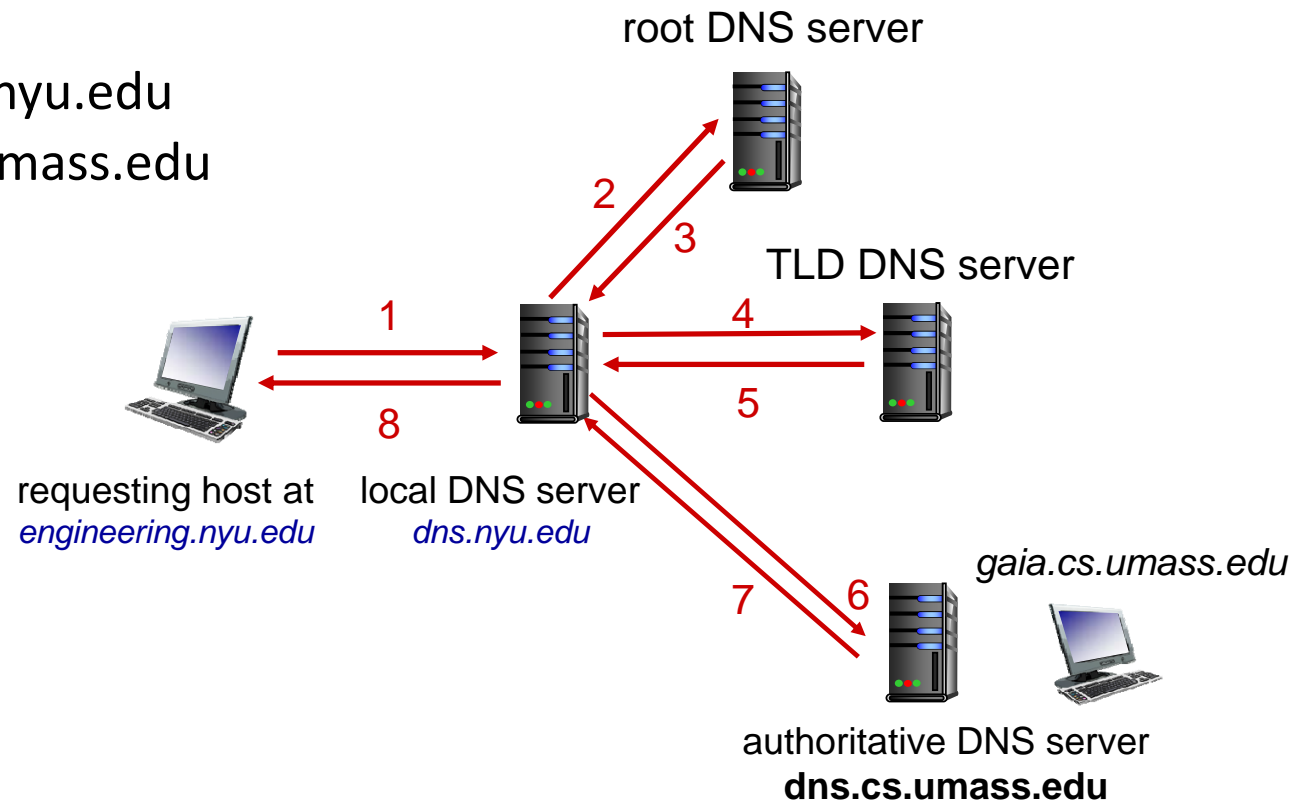 root DNS server
nyu.edu
mass.edu
2
3
TLD DNS server
1
4
8
5
requesting host at
engineering.nyu.edu
local DNS server
dns.nyu.edu
gaia.cs.umass.edu
7
6
authoritative DNS server
dns.cs.umass.edu